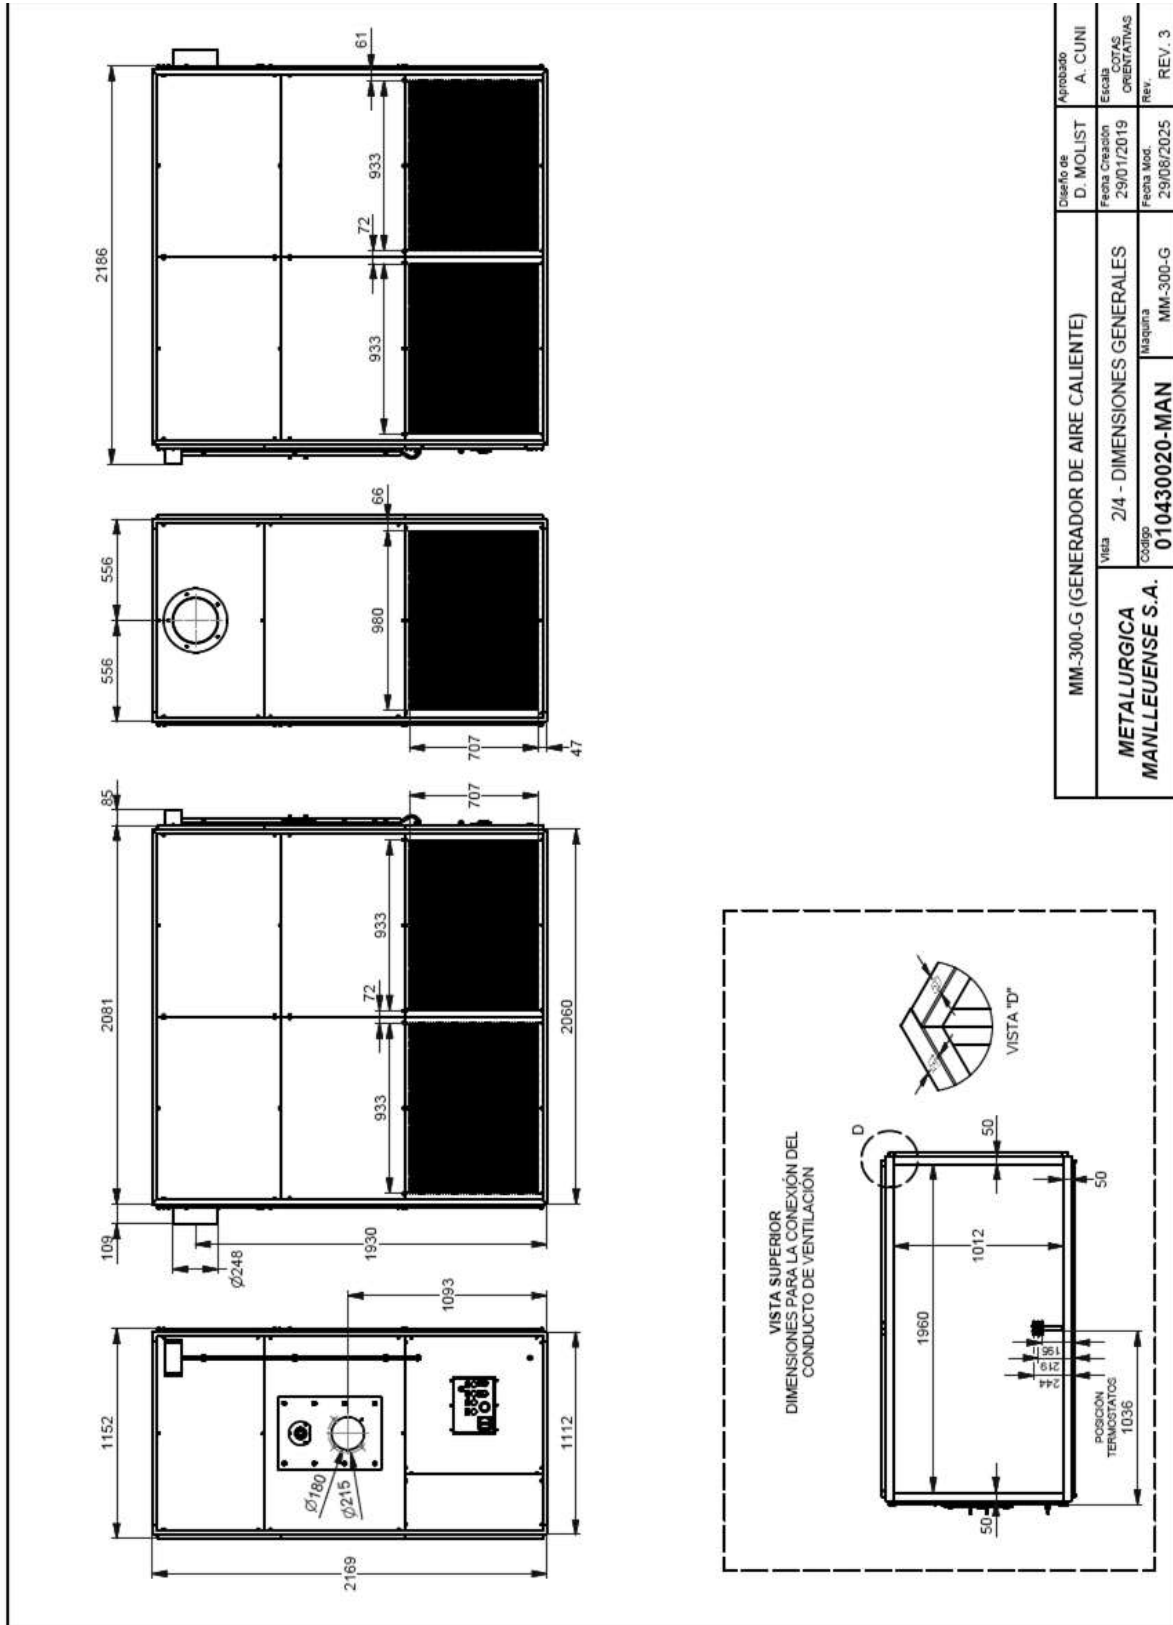 1152
2169
Ø180
Ø215
1093
1112
109
2081
85
Ø248
1930
933
72
933
707
2060
556
556
980
66
707
47
2186
933
72
933
61
VISTA SUPERIOR
DIMENSIONES PARA LA CONEXIÓN DEL
CONDUCTO DE VENTILACIÓN
D
1960
1012
50
50
50
195
219
244
POSICIÓN
TERMOSTATOS
1036
VISTA "D"
MM-300-G (GENERADOR DE AIRE CALIENTE)
Diseño de
D. MOLIST
Aprobado
A. CUNI
METALURGICA
MANLLEUENSE S.A.
Vista
2/4 - DIMENSIONES GENERALES
Fecha Creación
29/01/2019
Escala
COTAS
ORIENTATIVAS
Código
010430020-MAN
Maquina
MM-300-G
Fecha Mod.
29/08/2025
Rev.
REV. 3